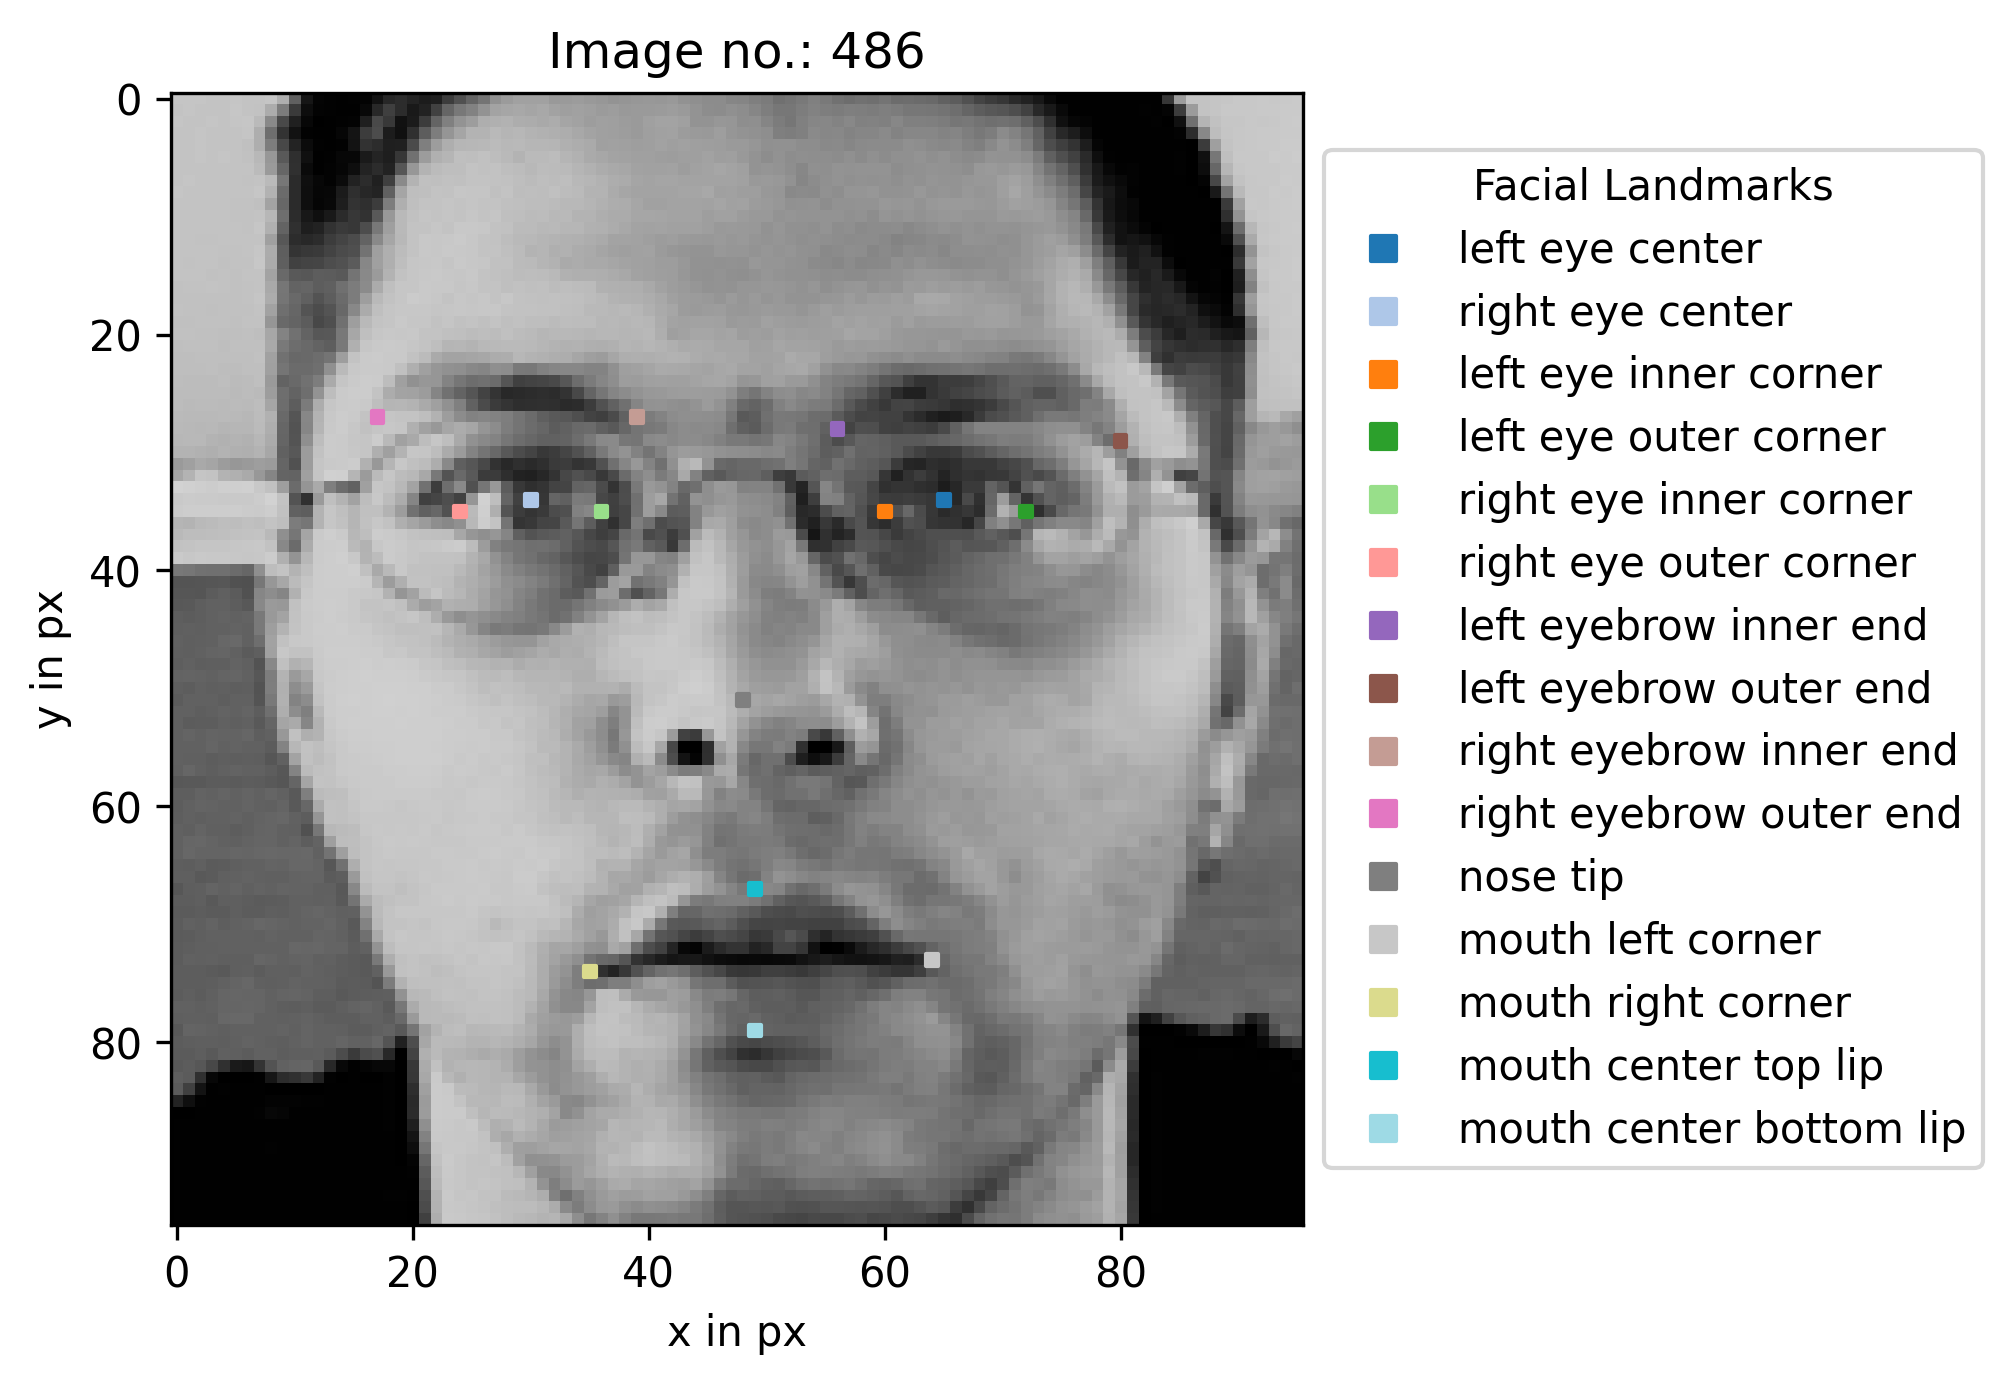 Image no.: 486
0
20
40
60
80
y in px
0 20 40 60 80
x in px
Facial Landmarks
left eye center
right eye center
left eye inner corner
left eye outer corner
right eye inner corner
right eye outer corner
left eyebrow inner end
left eyebrow outer end
right eyebrow inner end
right eyebrow outer end
nose tip
mouth left corner
mouth right corner
mouth center top lip
mouth center bottom lip